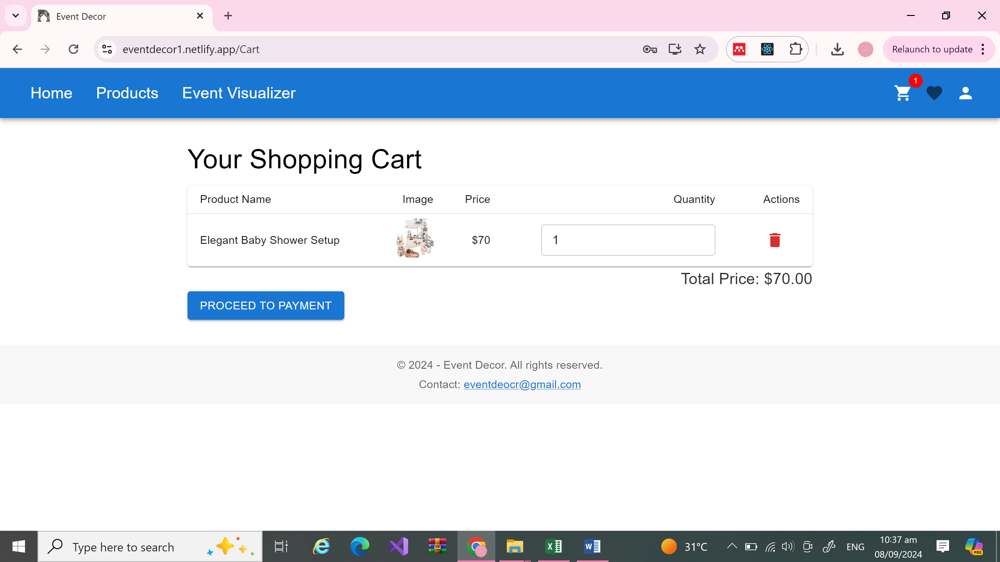 Event Decor
eventdecor1.netlify.app/Cart
Relaunch to update
Home Products Event Visualizer
1
Your Shopping Cart
Product Name Image Price Quantity Actions
Elegant Baby Shower Setup $70 1
Total Price: $70.00
PROCEED TO PAYMENT
© 2024 - Event Decor. All rights reserved.
Contact: eventdeocr@gmail.com
Type here to search
31°C
ENG
10:37 am
08/09/2024
PRE